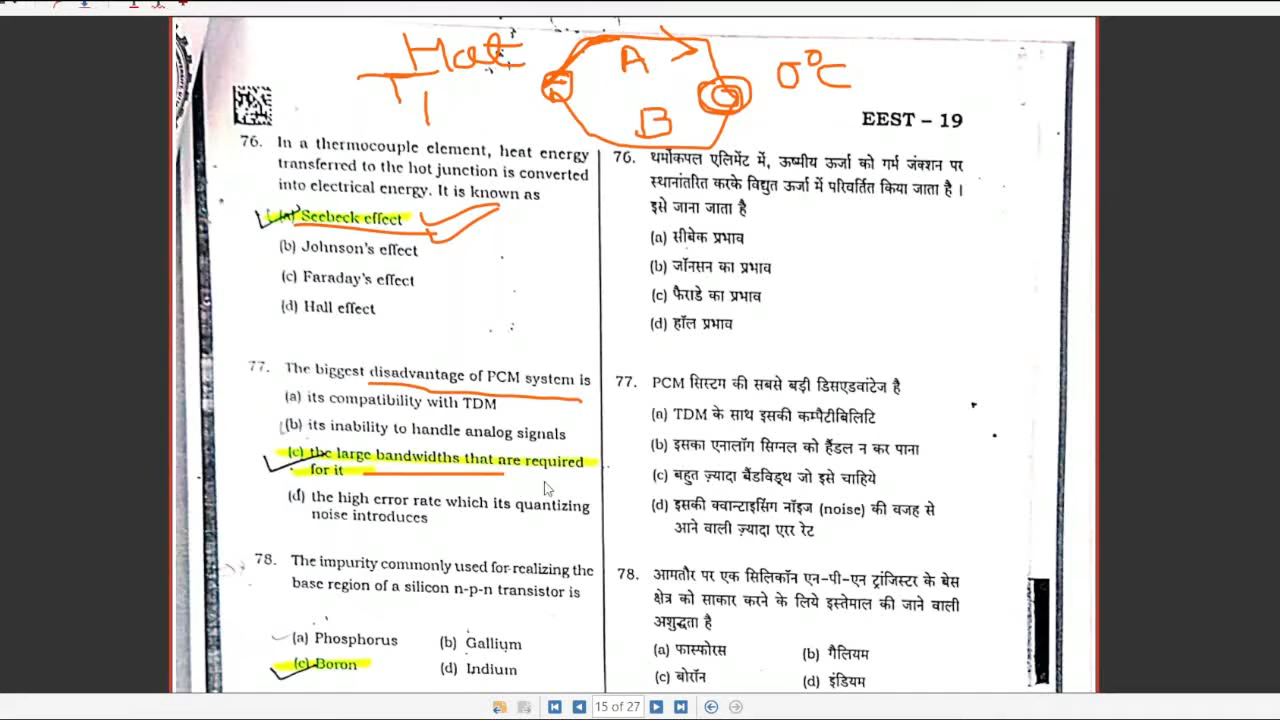 Hot
A
B
0°C
EEST – 19
76. In a thermocouple element, heat energy
transferred to the hot junction is converted
into electrical energy. It is known as
(a) Seebeck effect
(b) Johnson's effect
(c) Faraday's effect
(d) Hall effect
77. The biggest disadvantage of PCM system is
(a) its compatibility with TDM
(b) its inability to handle analog signals
(c) the large bandwidths that are required
for it
(d) the high error rate which its quantizing
noise introduces
78. The impurity commonly used for realizing the
base region of a silicon n-p-n transistor is
(a) Phosphorus (b) Gallium
(c) Boron (d) Indium
76. थर्मोकपल एलिमेंट में, ऊष्मीय ऊर्जा को गर्म जंक्शन पर
स्थानांतरित करके विद्युत ऊर्जा में परिवर्तित किया जाता है ।
इसे जाना जाता है
(a) सीबेक प्रभाव
(b) जॉनसन का प्रभाव
(c) फैराडे का प्रभाव
(d) हॉल प्रभाव
77. PCM सिस्टम की सबसे बड़ी डिसएडवांटेज है
(a) TDM के साथ इसकी कम्पैटीबिलिटि
(b) इसका एनालॉग सिग्नल को हैंडल न कर पाना
(c) बहुत ज़्यादा बैंडविड्थ जो इसे चाहिये
(d) इसकी क्वान्टाइसिंग नॉइज (noise) की वजह से
आने वाली ज़्यादा एरर रेट
78. आमतौर पर एक सिलिकॉन एन-पी-एन ट्रांजिस्टर के बेस
क्षेत्र को साकार करने के लिये इस्तेमाल की जाने वाली
अशुद्धता है
(a) फास्फोरस (b) गैलियम
(c) बोरॉन (d) इंडियम
15 of 27